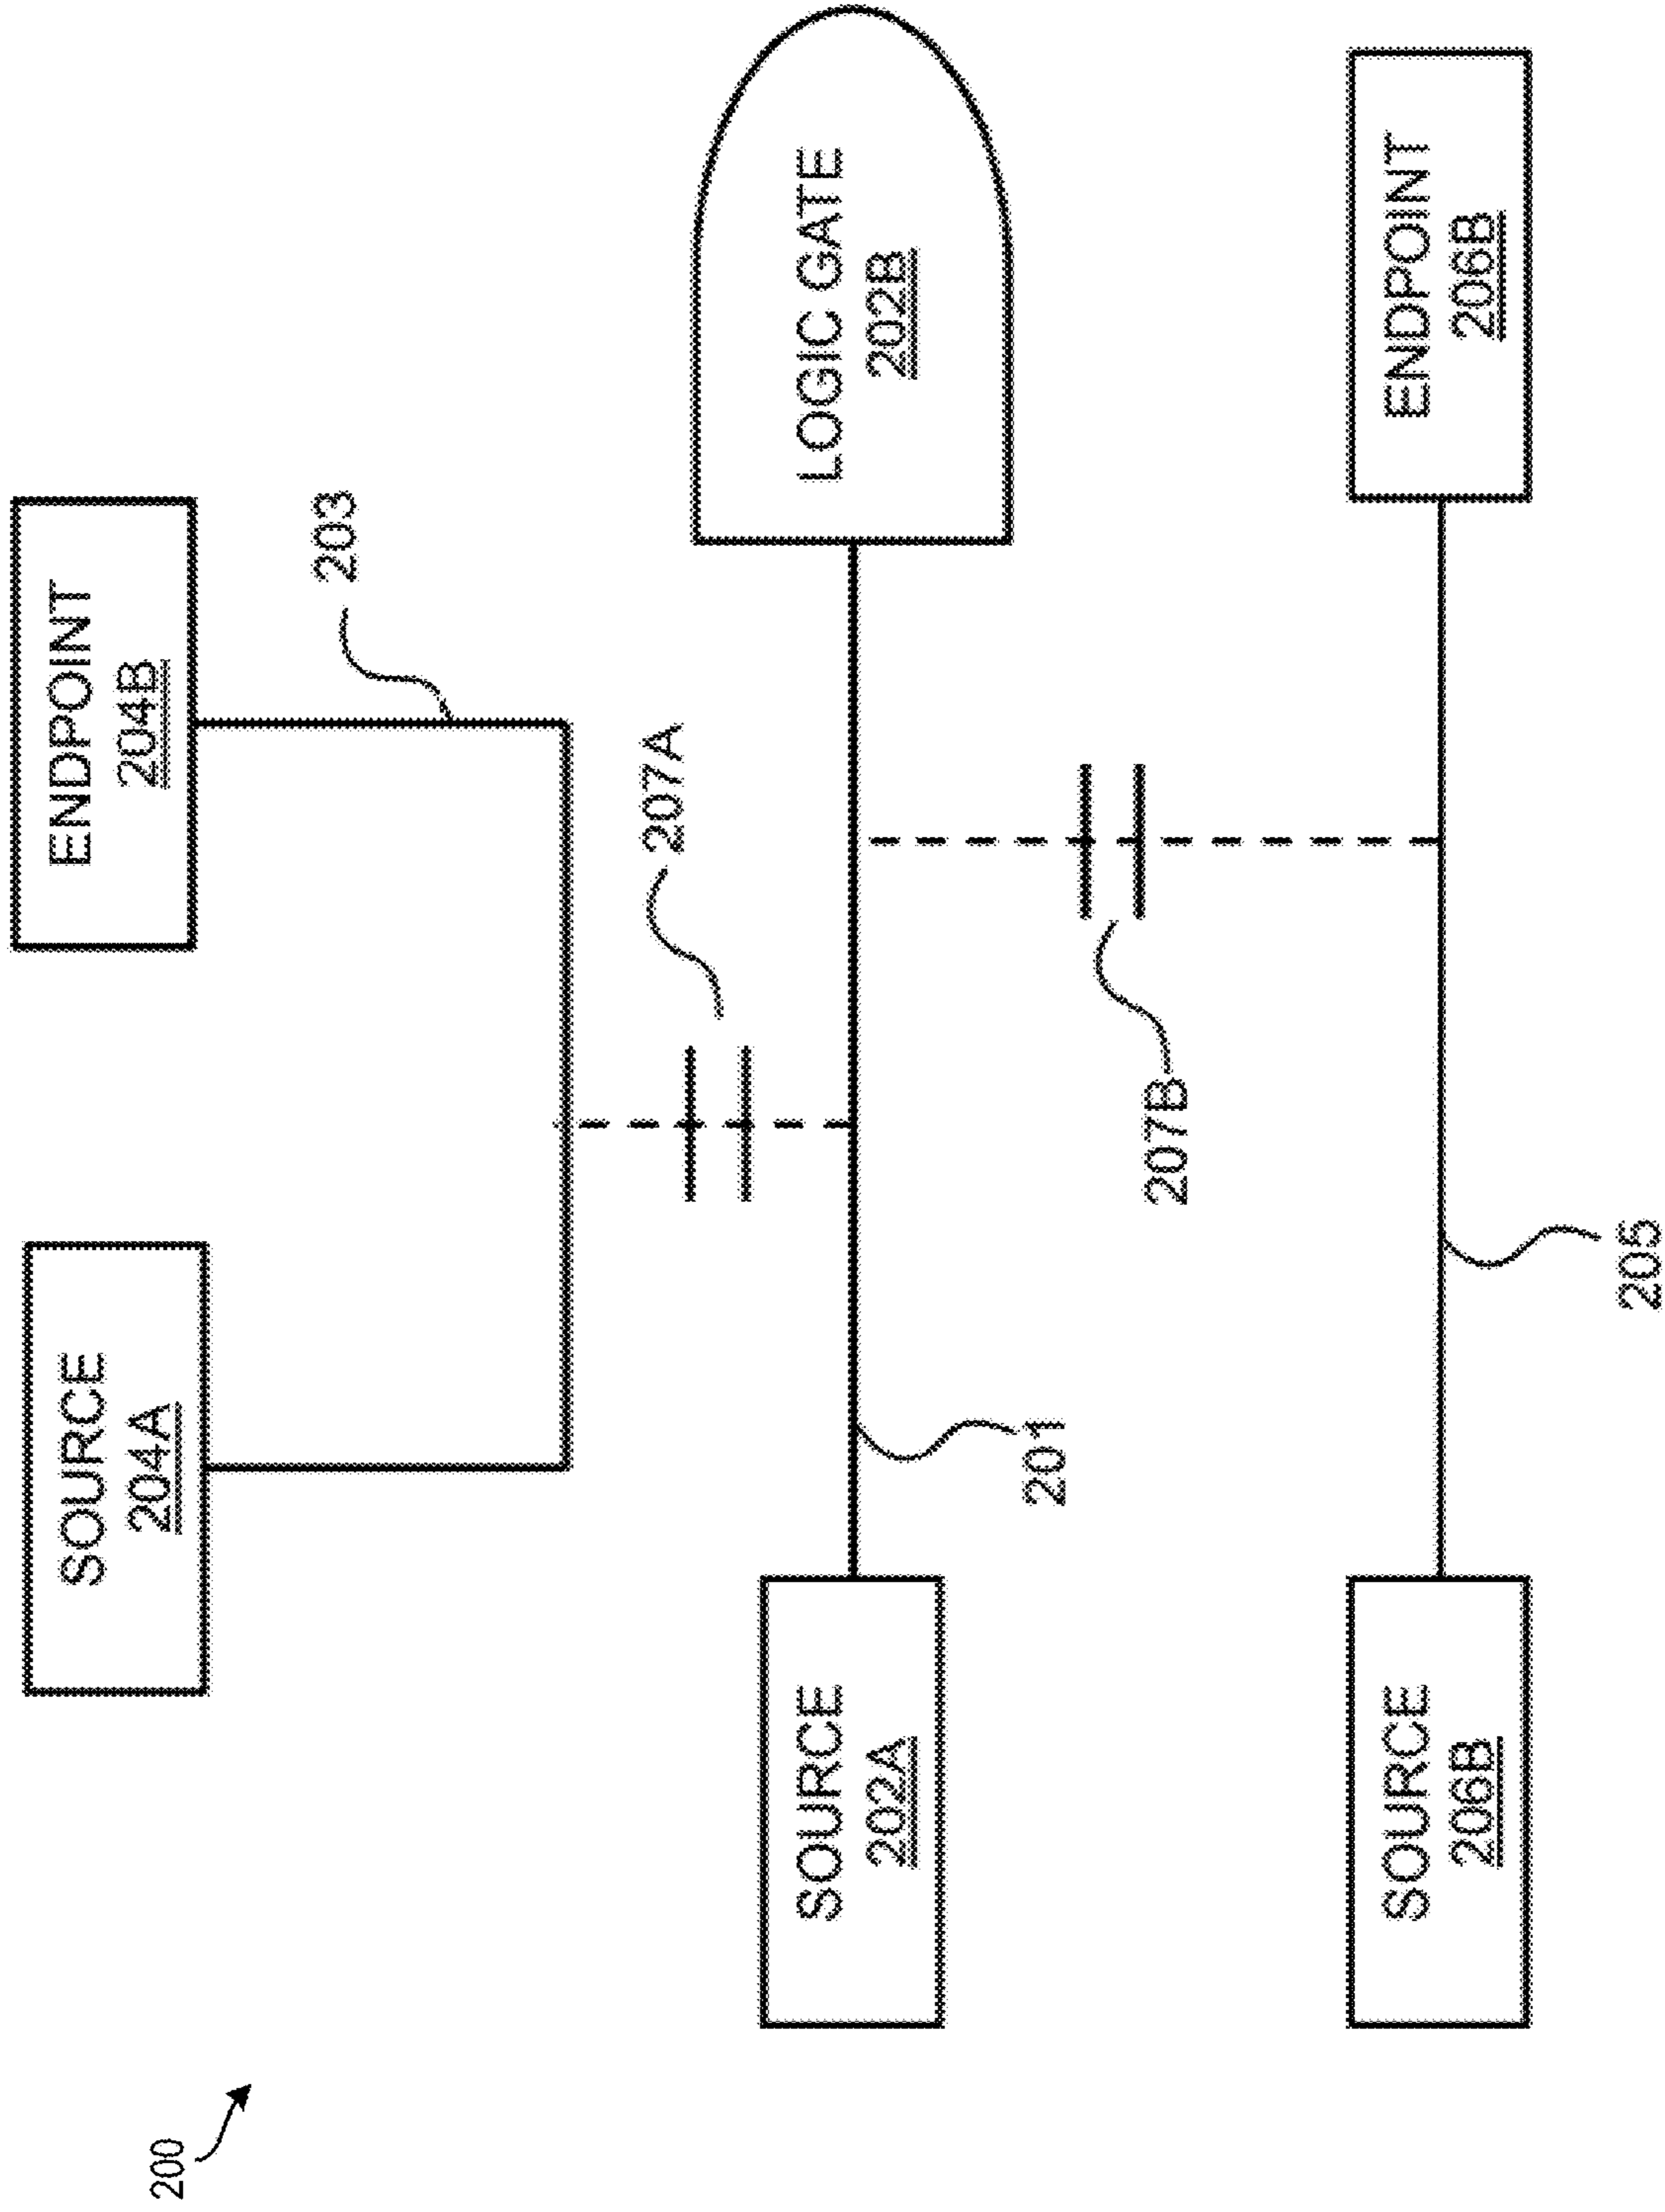 200
SOURCE
204A
ENDPOINT
204B
203
207A
SOURCE
202A
LOGIC GATE
202B
201
207B
SOURCE
206B
ENDPOINT
206B
205